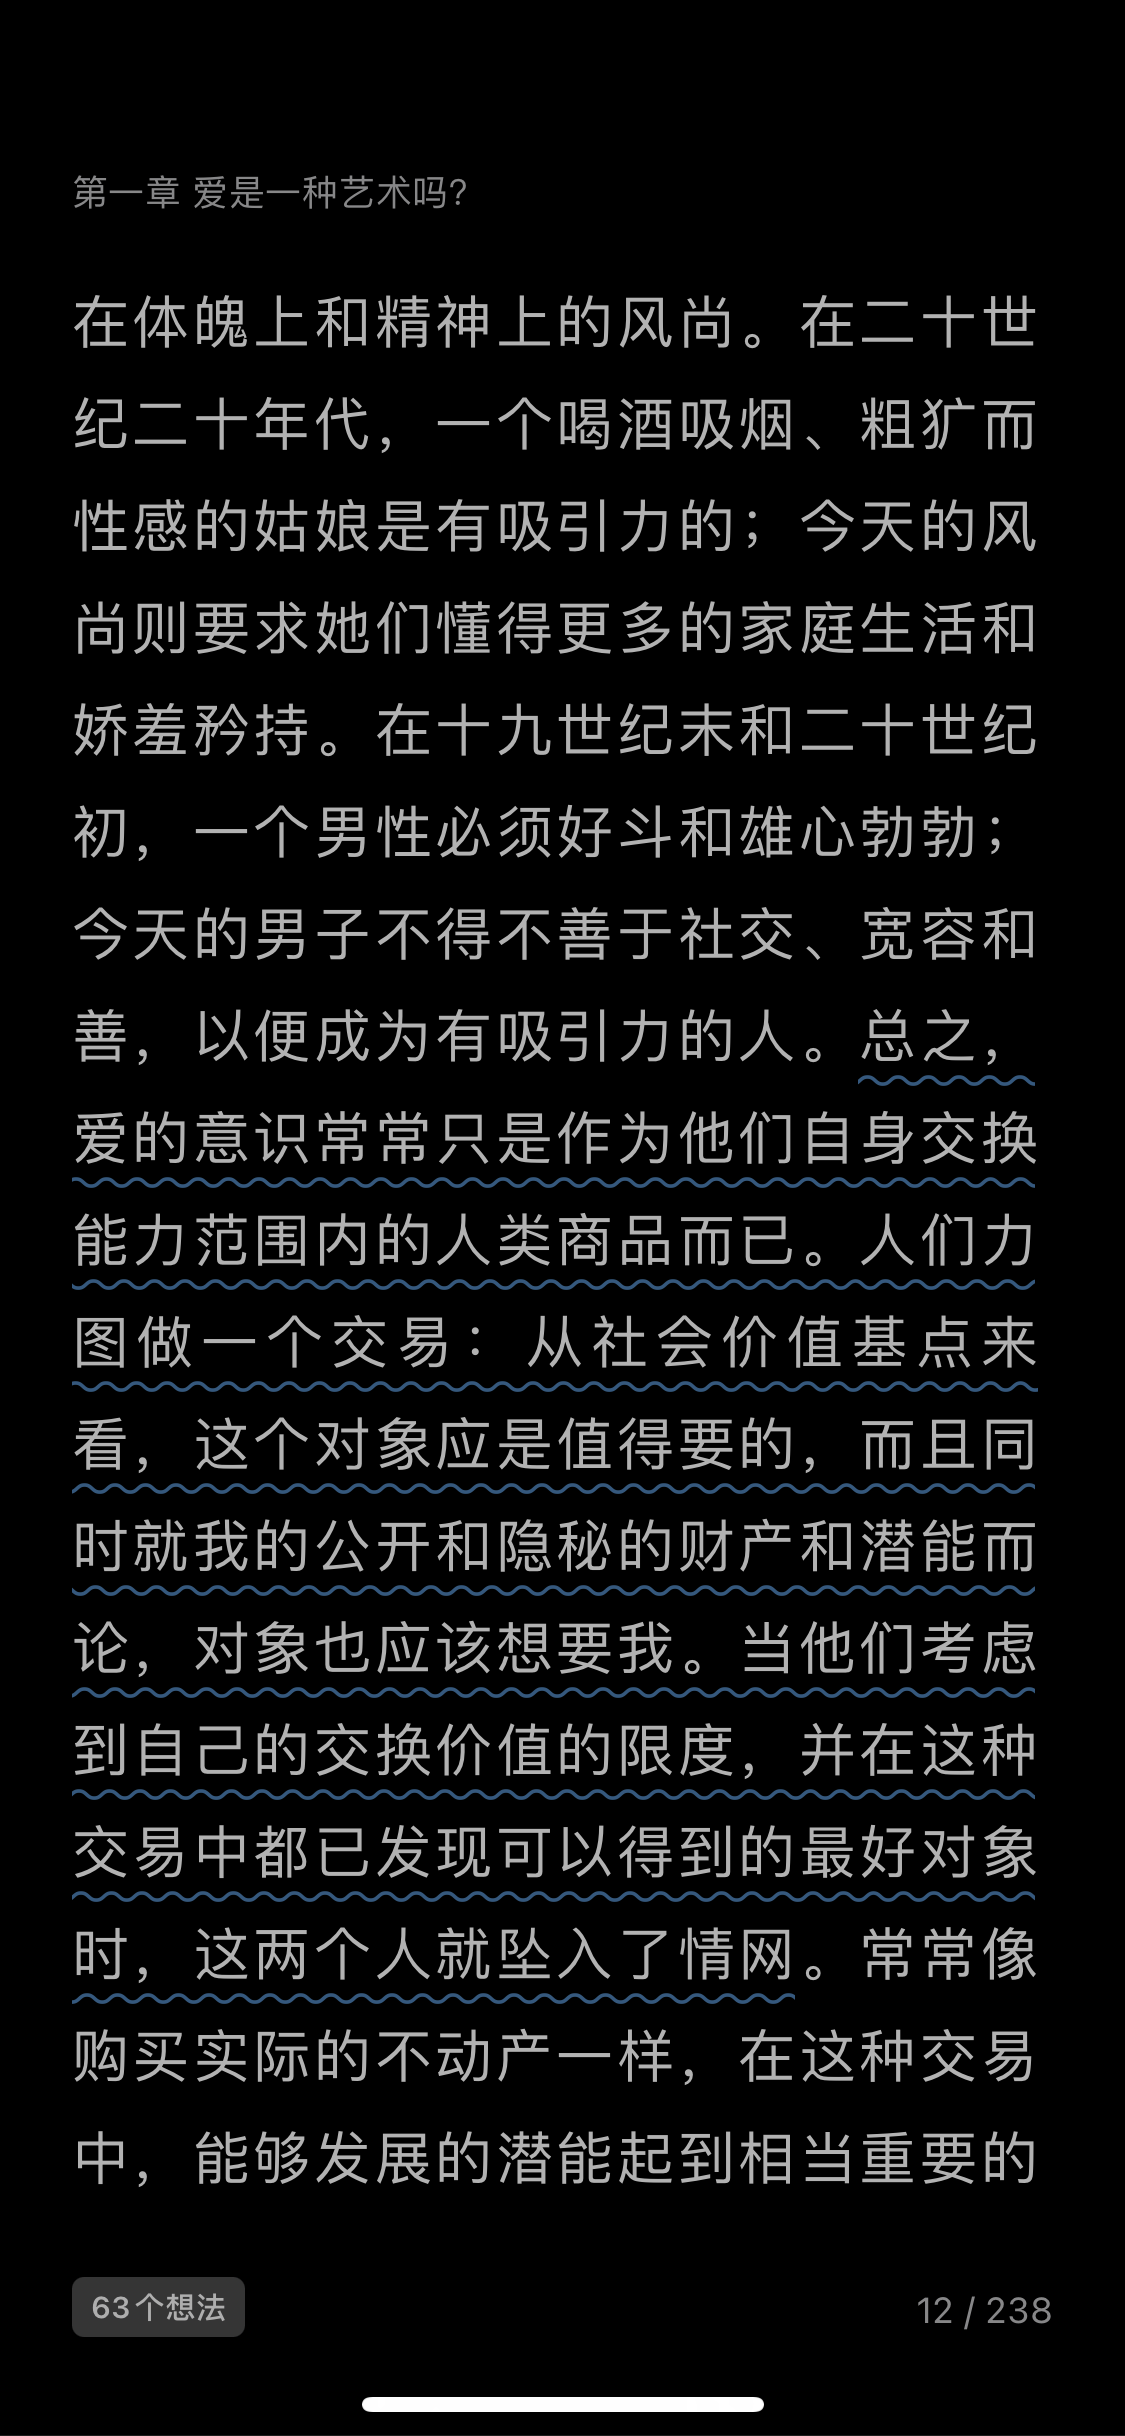 第一章 爱是一种艺术吗?
在体魄上和精神上的风尚。在二十世
纪二十年代，一个喝酒吸烟、粗犷而
性感的姑娘是有吸引力的；今天的风
尚则要求她们懂得更多的家庭生活和
娇羞矜持。在十九世纪末和二十世纪
初，一个男性必须好斗和雄心勃勃；
今天的男子不得不善于社交、宽容和
善，以便成为有吸引力的人。总之，
爱的意识常常只是作为他们自身交换
能力范围内的人类商品而已。人们力
图做一个交易：从社会价值基点来
看，这个对象应是值得要的，而且同
时就我的公开和隐秘的财产和潜能而
论，对象也应该想要我。当他们考虑
到自己的交换价值的限度，并在这种
交易中都已发现可以得到的最好对象
时，这两个人就坠入了情网。常常像
购买实际的不动产一样，在这种交易
中，能够发展的潜能起到相当重要的
63个想法
12 / 238